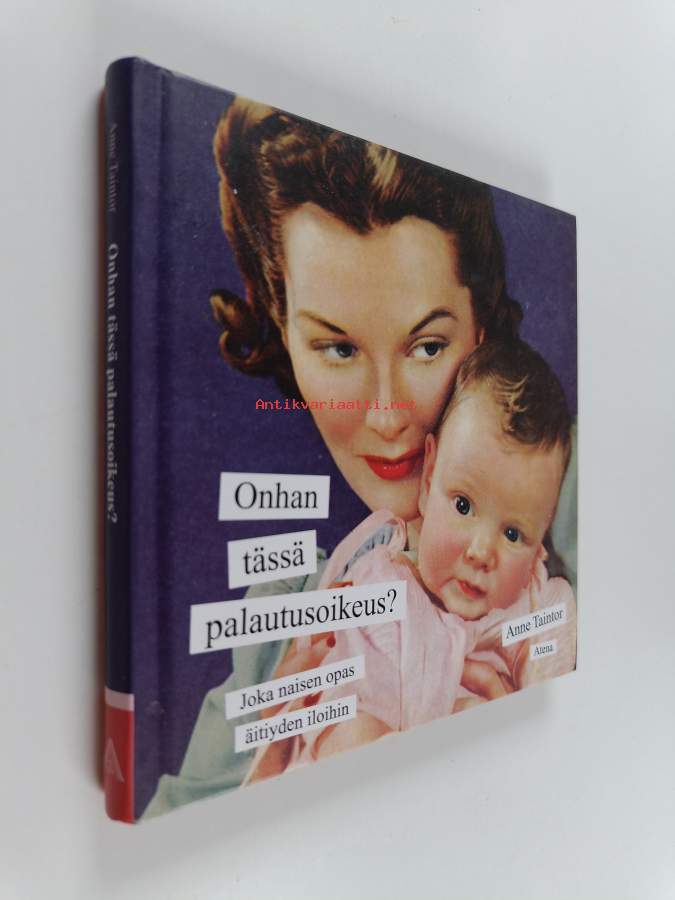 Anne Taintor
Onhan tässä palautusoikeus?
A
Antikvariaatti.net
Onhan
tässä
palautusoikeus?
Joka naisen opas
äitiyden iloihin
Anne Taintor
Atena